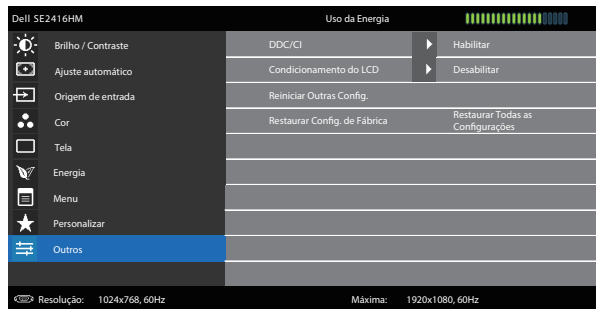 Dell SE2416HM Uso da Energia
Brilho / Contraste DDC/CI Habilitar
Ajuste automático Condicionamento do LCD Desabilitar
Origem de entrada Reiniciar Outras Config.
Cor Restaurar Config. de Fábrica Restaurar Todas as
Configurações
Tela
Energia
Menu
Personalizar
Outros
Resolução: 1024x768, 60Hz Máxima: 1920x1080, 60Hz